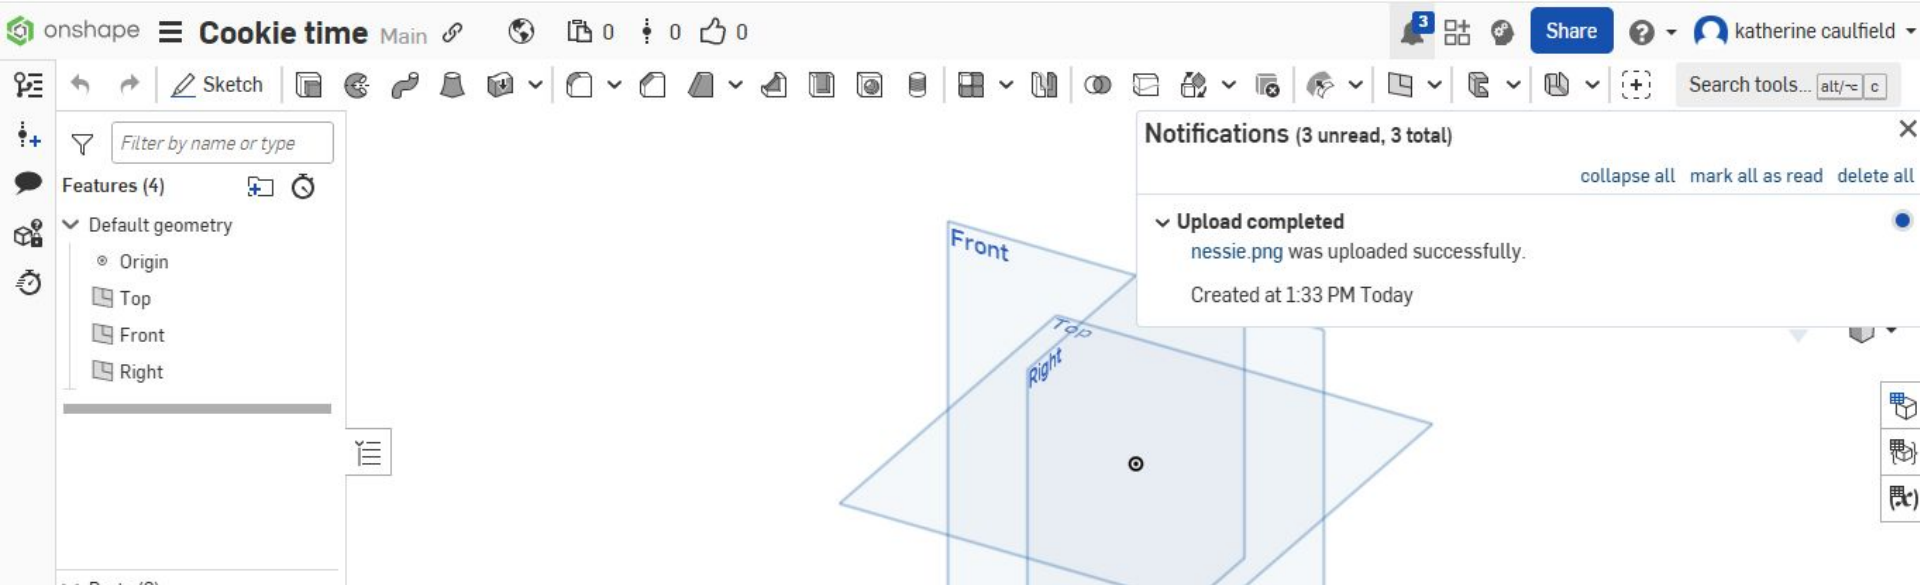 onshape Cookie time Main 0 0 0 3 Share katherine caulfield
Sketch Search tools... alt/⌥ c
Filter by name or type
Features (4)
Default geometry
Origin
Top
Front
Right
Notifications (3 unread, 3 total)
collapse all mark all as read delete all
Upload completed
nessie.png was uploaded successfully.
Created at 1:33 PM Today
Front
Top
Right